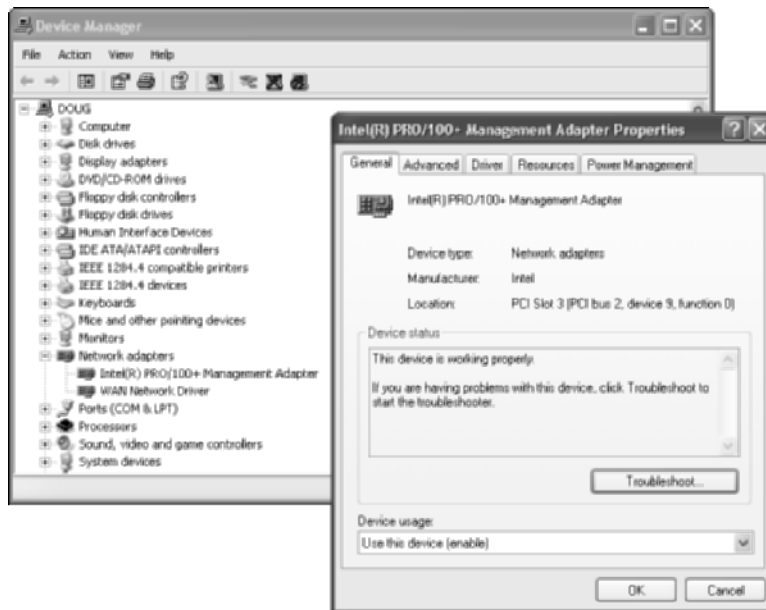 Device Manager
File Action View Help
DOUG
Computer
Disk drives
Display adapters
DVD/CD-ROM drives
Floppy disk controllers
Floppy disk drives
Human Interface Devices
IDE ATA/ATAPI controllers
IEEE 1284.4 compatible printers
IEEE 1284.4 devices
Keyboards
Mice and other pointing devices
Monitors
Network adapters
Intel(R) PRO/100+ Management Adapter
WAN Network Driver
Ports (COM & LPT)
Processors
Sound, video and game controllers
System devices
Intel(R) PRO/100+ Management Adapter Properties
General Advanced Driver Resources Power Management
Intel(R) PRO/100+ Management Adapter
Device type: Network adapters
Manufacturer: Intel
Location: PCI Slot 3 (PCI bus 2, device 9, function 0)
Device status
This device is working properly.
If you are having problems with this device, click Troubleshoot to
start the troubleshooter.
Troubleshoot...
Device usage:
Use this device (enable)
OK Cancel